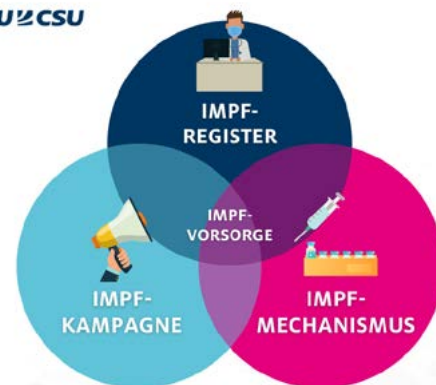 CSU
IMPF-
REGISTER
IMPF-
VORSORGE
IMPF-
KAMPAGNE
IMPF-
MECHANISMUS